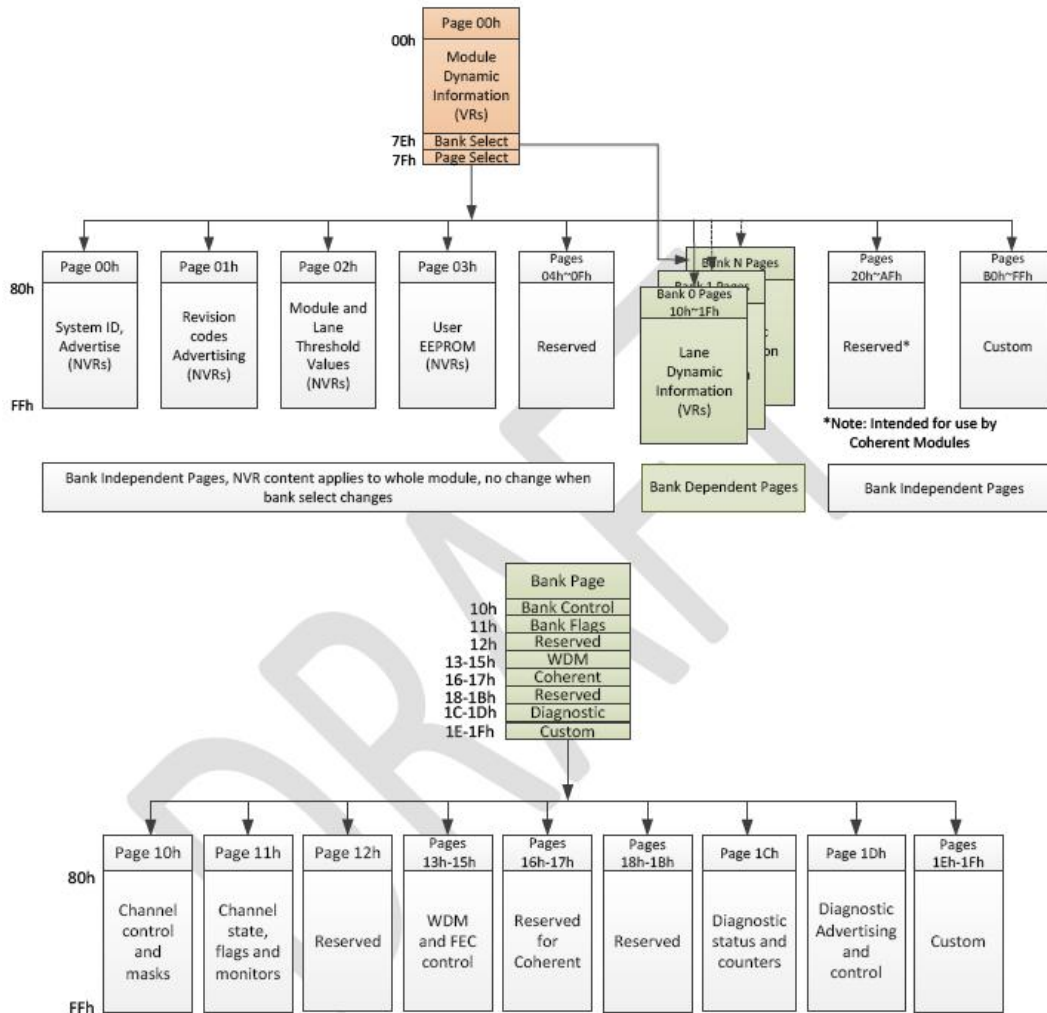 Page 00h
00h
Module
Dynamic
Information
(VRs)
7Eh
Bank Select
7Fh
Page Select
Page 00h
80h
System ID,
Advertise
(NVRs)
FFh
Page 01h
Revision
codes
Advertising
(NVRs)
Page 02h
Module and
Lane
Threshold
Values
(NVRs)
Page 03h
User
EEPROM
(NVRs)
Pages
04h~0Fh
Reserved
Bank N Pages
Bank 1 Pages
Bank 0 Pages
10h~1Fh
Lane
Dynamic
Information
(VRs)
Pages
20h~AFh
Reserved*
Pages
B0h~FFh
Custom
*Note: Intended for use by
Coherent Modules
Bank Independent Pages, NVR content applies to whole module, no change when
bank select changes
Bank Dependent Pages
Bank Independent Pages
DRAFT
Bank Page
10h Bank Control
11h Bank Flags
12h Reserved
13-15h WDM
16-17h Coherent
18-1Bh Reserved
1C-1Dh Diagnostic
1E-1Fh Custom
80h
FFh
Page 10h
Channel
control
and
masks
Page 11h
Channel
state,
flags and
monitors
Page 12h
Reserved
Pages
13h-15h
WDM
and FEC
control
Pages
16h-17h
Reserved
for
Coherent
Pages
18h-1Bh
Reserved
Page 1Ch
Diagnostic
status and
counters
Page 1Dh
Diagnostic
Advertising
and
control
Pages
1Eh-1Fh
Custom